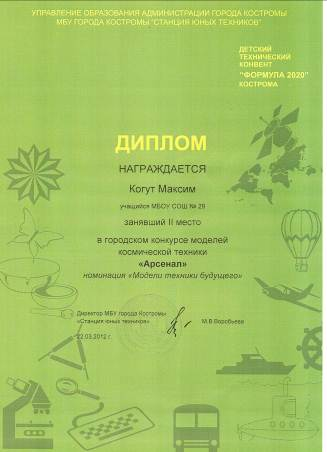 УПРАВЛЕНИЕ ОБРАЗОВАНИЯ АДМИНИСТРАЦИИ ГОРОДА КОСТРОМЫ
МБУ ГОРОДА КОСТРОМЫ "СТАНЦИЯ ЮНЫХ ТЕХНИКОВ"
ДЕТСКИЙ
ТЕХНИЧЕСКИЙ
КОНВЕНТ
"ФОРМУЛА 2020"
КОСТРОМА
ДИПЛОМ
НАГРАЖДАЕТСЯ
Когут Максим
учащийся МБОУ СОШ № 29
занявший II место
в городском конкурсе моделей
космической техники
«Арсенал»
номинация «Модели техники будущего»
Директор МБУ города Костромы
«Станция юных техников»
М.В.Воробьева
22.03.2012 г.